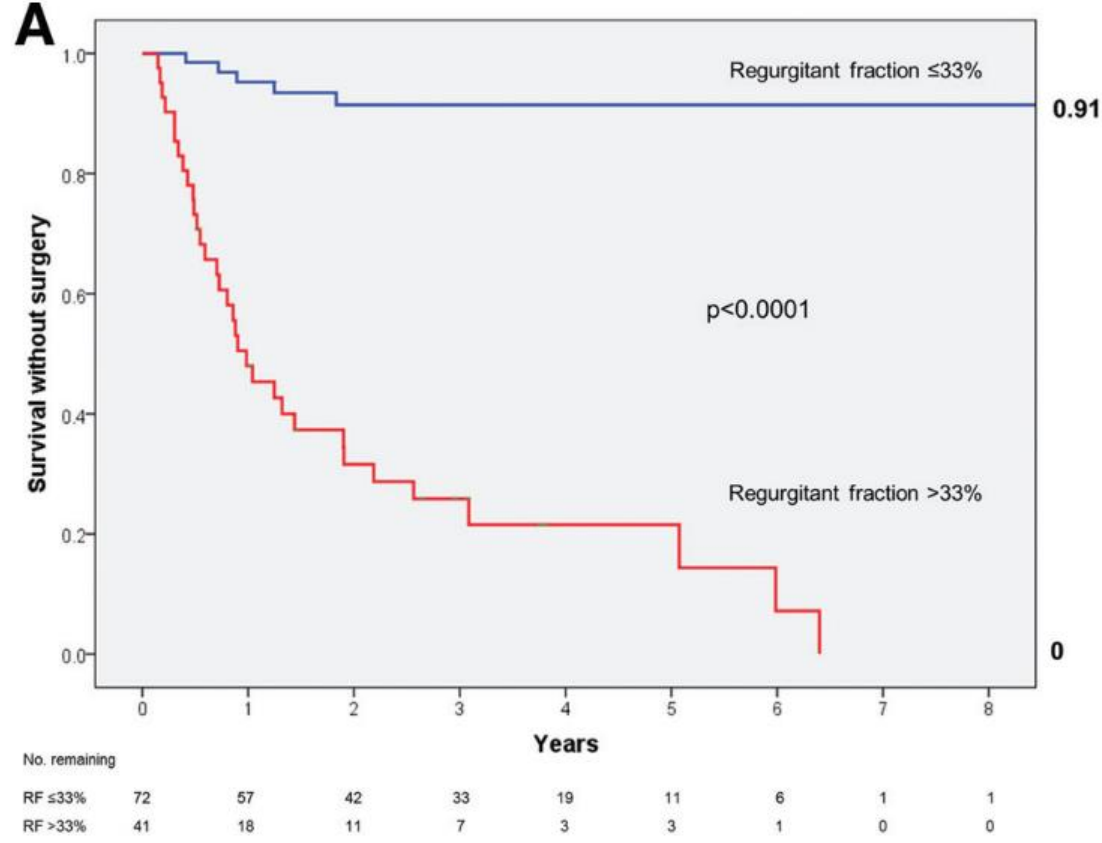 A
1.0
0.8
0.6
0.4
0.2
0.0
Survival without surgery
Regurgitant fraction ≤33%
0.91
p<0.0001
Regurgitant fraction >33%
0
0 1 2 3 4 5 6 7 8
Years
No. remaining
RF ≤33% 72 57 42 33 19 11 6 1 1
RF >33% 41 18 11 7 3 3 1 0 0